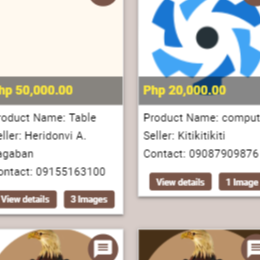 hp 50,000.00
roduct Name: Table
eller: Heridonvi A.
agaban
ontact: 09155163100
View details
3 Images
Php 20,000.00
Product Name: comput
Seller: Kitikitikiti
Contact: 09087909876
View details
1 Image